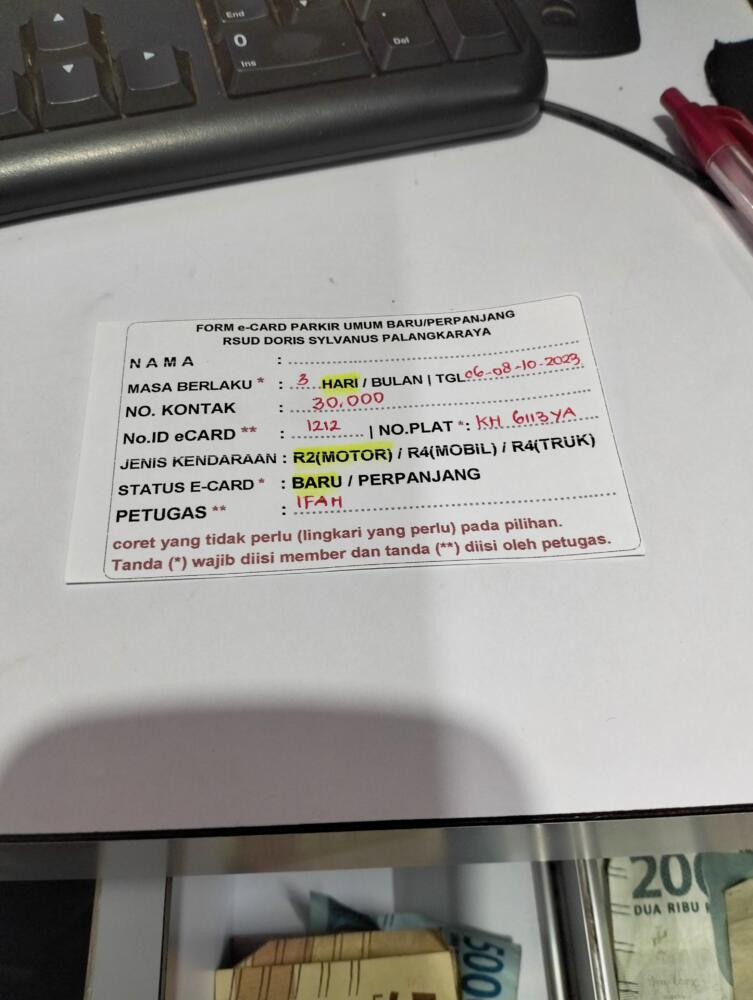 End
0
Ins
Del
FORM e-CARD PARKIR UMUM BARU/PERPANJANG
RSUD DORIS SYLVANUS PALANGKARAYA
N A M A :
MASA BERLAKU * : 3 HARI / BULAN | TGL 06-08-10-2023
NO. KONTAK : 30,000
No.ID eCARD ** : 1212 | NO.PLAT *: KH 6113 YA
JENIS KENDARAAN : R2(MOTOR) / R4(MOBIL) / R4(TRUK)
STATUS E-CARD * : BARU / PERPANJANG
PETUGAS ** : IFAH
coret yang tidak perlu (lingkari yang perlu) pada pilihan.
Tanda (*) wajib diisi member dan tanda (**) diisi oleh petugas.
200
DUA RIBU
500